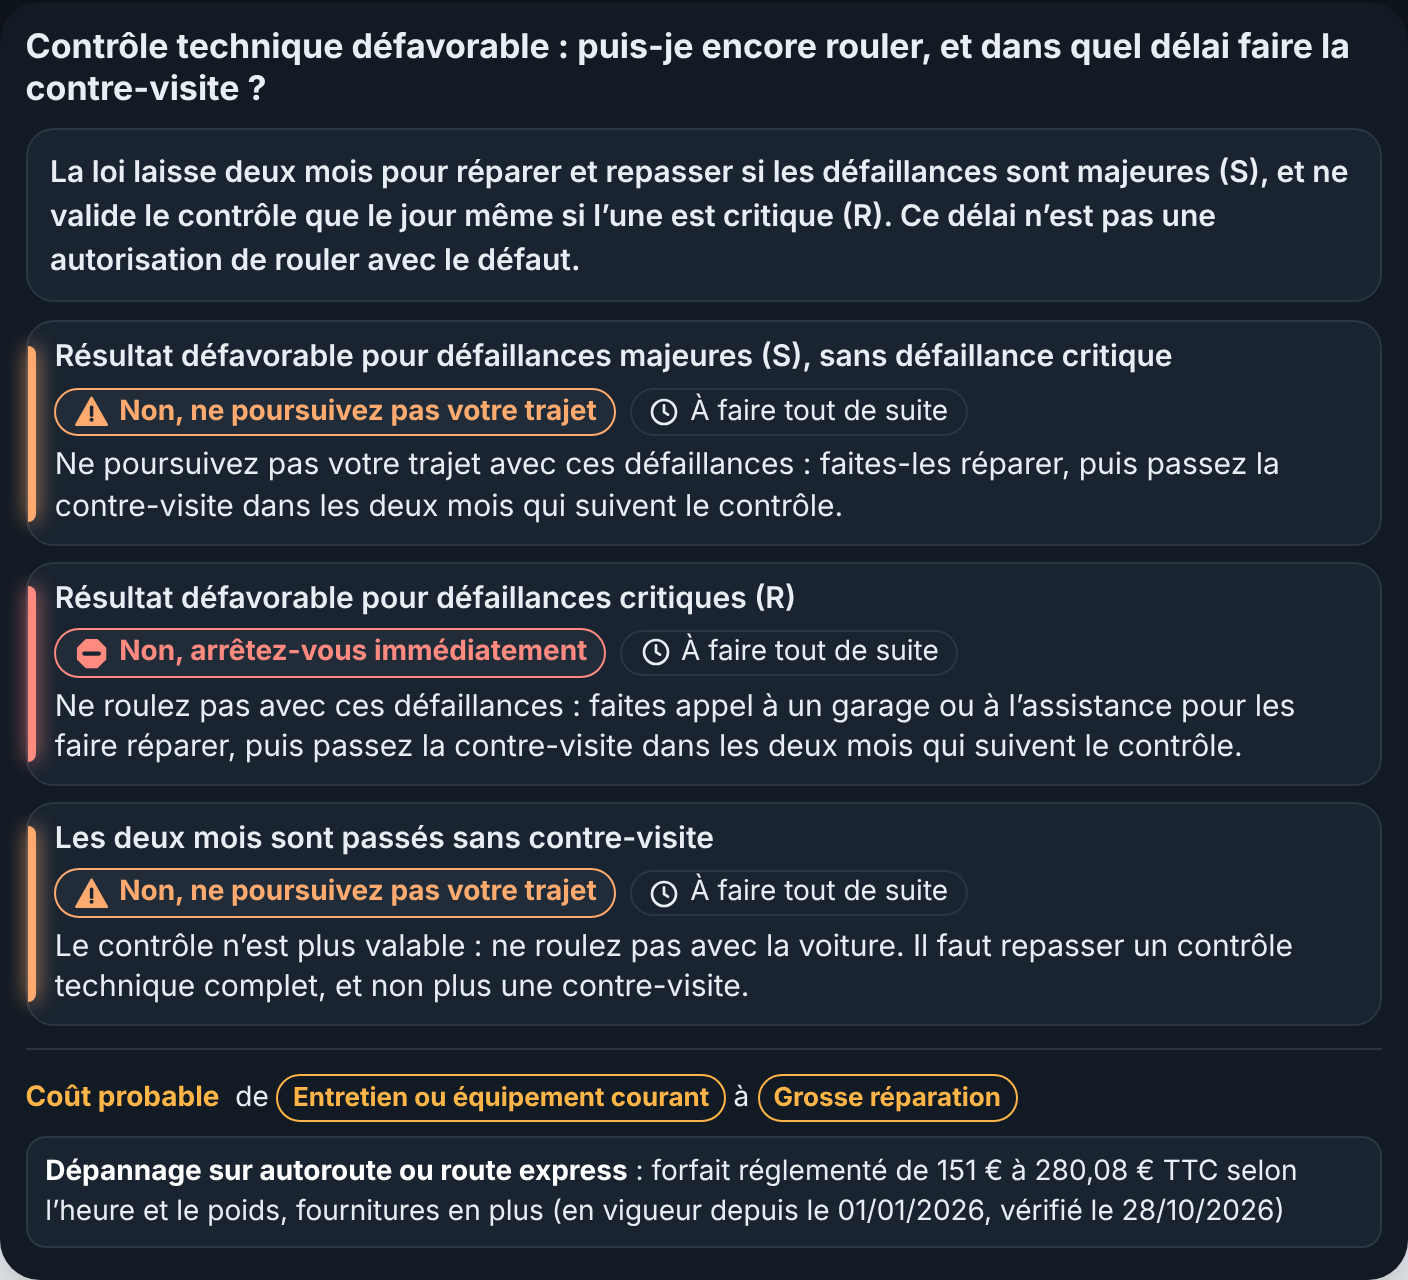 Contrôle technique défavorable : puis-je encore rouler, et dans quel délai faire la
contre-visite ?
La loi laisse deux mois pour réparer et repasser si les défaillances sont majeures (S), et ne
valide le contrôle que le jour même si l’une est critique (R). Ce délai n’est pas une
autorisation de rouler avec le défaut.
Résultat défavorable pour défaillances majeures (S), sans défaillance critique
Non, ne poursuivez pas votre trajet À faire tout de suite
Ne poursuivez pas votre trajet avec ces défaillances : faites-les réparer, puis passez la
contre-visite dans les deux mois qui suivent le contrôle.
Résultat défavorable pour défaillances critiques (R)
Non, arrêtez-vous immédiatement À faire tout de suite
Ne roulez pas avec ces défaillances : faites appel à un garage ou à l’assistance pour les
faire réparer, puis passez la contre-visite dans les deux mois qui suivent le contrôle.
Les deux mois sont passés sans contre-visite
Non, ne poursuivez pas votre trajet À faire tout de suite
Le contrôle n’est plus valable : ne roulez pas avec la voiture. Il faut repasser un contrôle
technique complet, et non plus une contre-visite.
Coût probable de Entretien ou équipement courant à Grosse réparation
Dépannage sur autoroute ou route express : forfait réglementé de 151 € à 280,08 € TTC selon
l’heure et le poids, fournitures en plus (en vigueur depuis le 01/01/2026, vérifié le 28/10/2026)